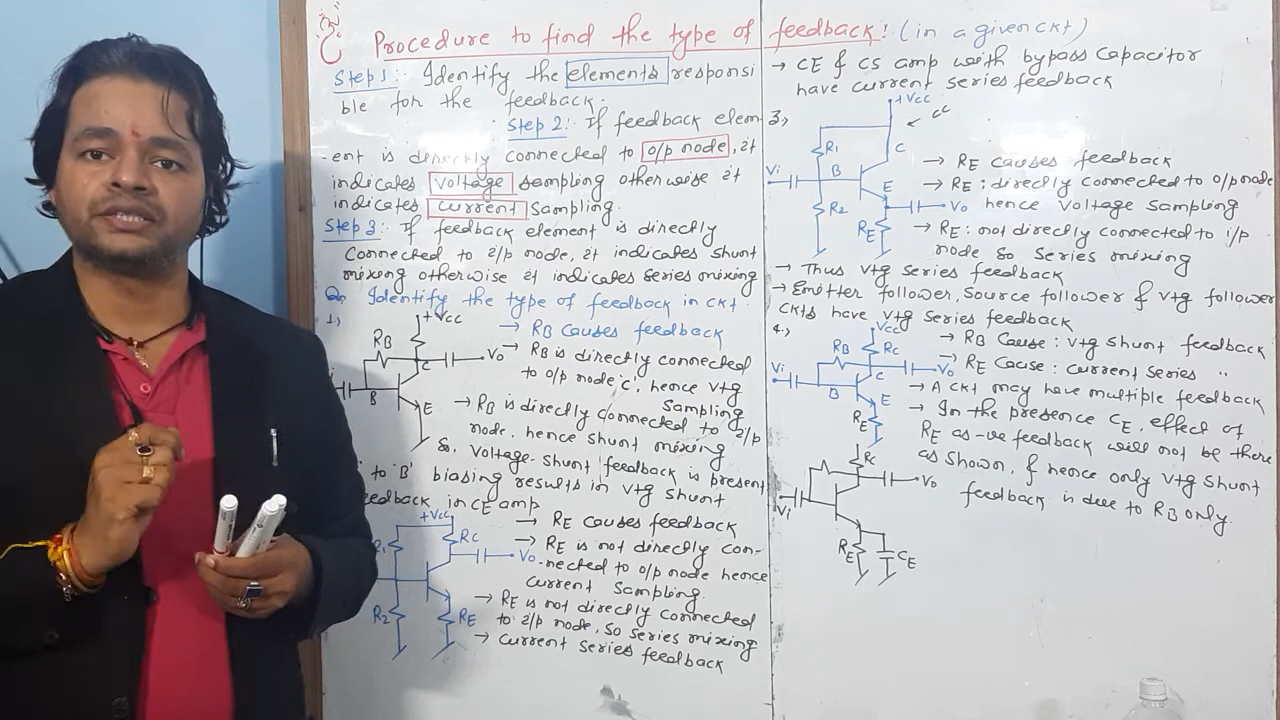 Procedure to find the type of feedback! (in a given ckt)
Step 1: Identify the elements responsi
ble for the feedback.
Step 2: If feedback elem
-ent is directly connected to o/p node, it
indicates voltage sampling otherwise it
indicates current sampling.
Step 3: If feedback element is directly
connected to i/p node, it indicates shunt
mixing otherwise it indicates series mixing
Q. Identify the type of feedback in ckt.
1.,
+Vcc
RB
C
Vo
B
E
→ RB causes feedback
→ RB is directly connected
to o/p node 'c', hence vtg
sampling
→ RB is directly connected to i/p
node, hence shunt mixing
So, voltage-shunt feedback is present
to 'B' biasing results in vtg shunt
eedback in CE amp
+Vcc
R1
RC
Vo
R2
RE
→ RE causes feedback
→ RE is not directly con-
-nected to o/p node hence
current sampling.
→ RE is not directly connected
to i/p node, so series mixing
→ current series feedback
→ CE & CS amp with bypass capacitor
have current series feedback
3.,
+Vcc
CC
R1
C
Vi
B
E
Vo
R2
RE
→ RE causes feedback
→ RE: directly connected to o/p node
hence voltage sampling
→ RE: not directly connected to i/p
node so series mixing
→ Thus vtg series feedback
→ Emitter follower, Source follower & vtg follower
ckts have vtg series feedback
4.,
Vcc
RB
RC
Vi
C
Vo
B
E
RE
→ RB Cause: vtg shunt feedback
→ RE Cause: current series "
→ A ckt may have multiple feedback
→ In the presence CE, effect of
RE as -ve feedback will not be there
as shown, & hence only vtg shunt
feedback is due to RB only.
RC
Vo
Vi
RE
CE